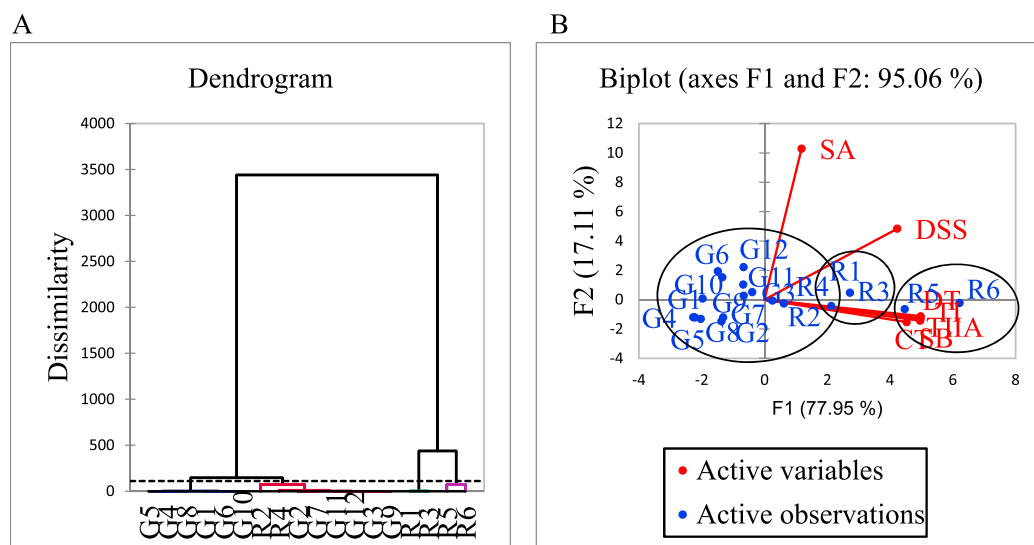 A
B
Dendrogram
4000
3500
3000
2500
2000
1500
1000
500
0
Dissimilarity
G5
G4
G8
G1
G6
G10
R2
R4
G2
G7
G11
G12
G3
G9
R1
R3
R5
R6
Biplot (axes F1 and F2: 95.06 %)
12
10
8
6
4
2
0
-2
-4
F2 (17.11 %)
SA
DSS
G6
G12
G10
G11
R1
G1
G9
R4
R3
R5
R6
G4
G7
R2
DT
G5
G8
G2
THA
CTSB
-4
-2
0
2
4
6
8
F1 (77.95 %)
Active variables
Active observations